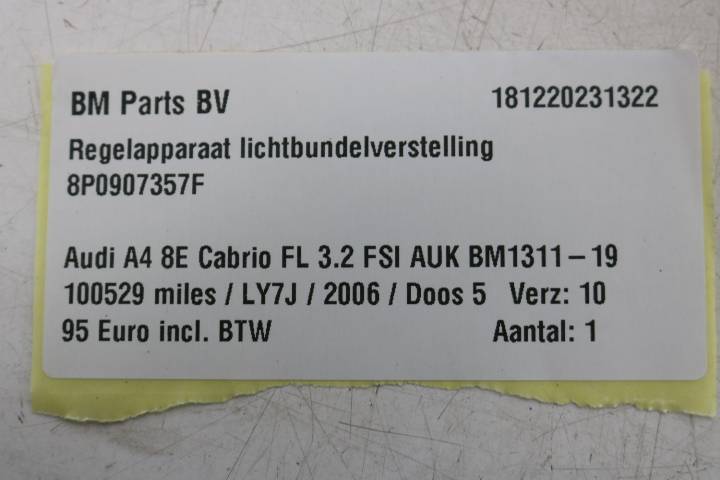 BM Parts BV 181220231322
Regelapparaat lichtbundelverstelling
8P0907357F
Audi A4 8E Cabrio FL 3.2 FSI AUK BM1311-19
100529 miles / LY7J / 2006 / Doos 5 Verz: 10
95 Euro incl. BTW Aantal: 1